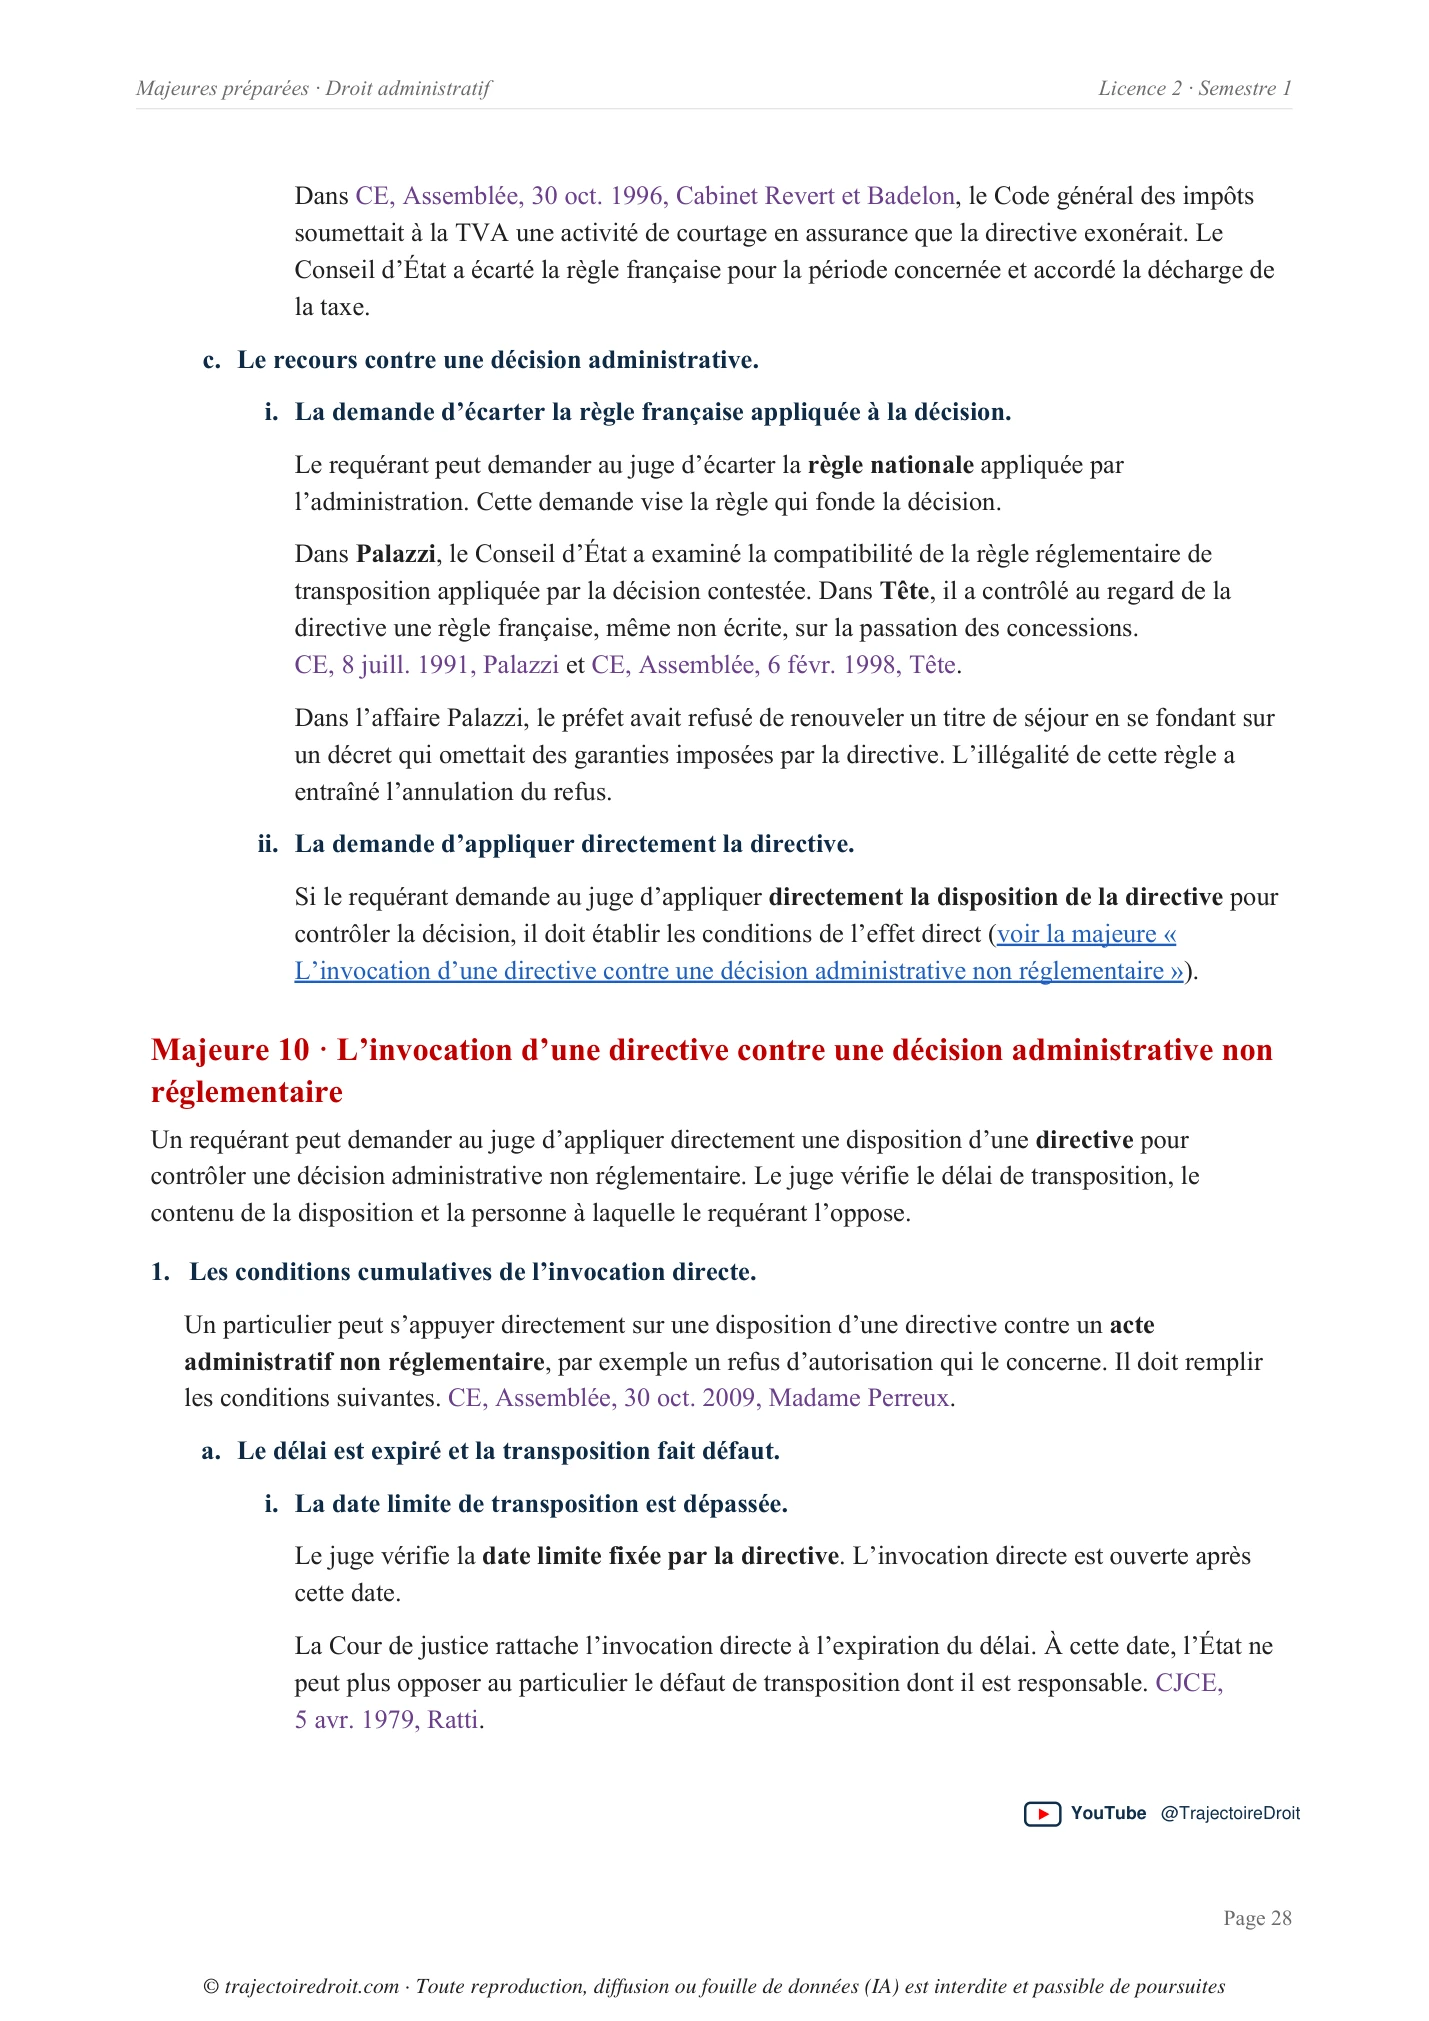 Majeures préparées · Droit administratif
Licence 2 · Semestre 1
Dans CE, Assemblée, 30 oct. 1996, Cabinet Revert et Badelon, le Code général des impôts
soumettait à la TVA une activité de courtage en assurance que la directive exonérait. Le
Conseil d’État a écarté la règle française pour la période concernée et accordé la décharge de
la taxe.
c. Le recours contre une décision administrative.
i. La demande d’écarter la règle française appliquée à la décision.
Le requérant peut demander au juge d’écarter la règle nationale appliquée par
l’administration. Cette demande vise la règle qui fonde la décision.
Dans Palazzi, le Conseil d’État a examiné la compatibilité de la règle réglementaire de
transposition appliquée par la décision contestée. Dans Tête, il a contrôlé au regard de la
directive une règle française, même non écrite, sur la passation des concessions.
CE, 8 juill. 1991, Palazzi et CE, Assemblée, 6 févr. 1998, Tête.
Dans l’affaire Palazzi, le préfet avait refusé de renouveler un titre de séjour en se fondant sur
un décret qui omettait des garanties imposées par la directive. L’illégalité de cette règle a
entraîné l’annulation du refus.
ii. La demande d’appliquer directement la directive.
Si le requérant demande au juge d’appliquer directement la disposition de la directive pour
contrôler la décision, il doit établir les conditions de l’effet direct (voir la majeure «
L’invocation d’une directive contre une décision administrative non réglementaire »).
Majeure 10 · L’invocation d’une directive contre une décision administrative non
réglementaire
Un requérant peut demander au juge d’appliquer directement une disposition d’une directive pour
contrôler une décision administrative non réglementaire. Le juge vérifie le délai de transposition, le
contenu de la disposition et la personne à laquelle le requérant l’oppose.
1. Les conditions cumulatives de l’invocation directe.
Un particulier peut s’appuyer directement sur une disposition d’une directive contre un acte
administratif non réglementaire, par exemple un refus d’autorisation qui le concerne. Il doit remplir
les conditions suivantes. CE, Assemblée, 30 oct. 2009, Madame Perreux.
a. Le délai est expiré et la transposition fait défaut.
i. La date limite de transposition est dépassée.
Le juge vérifie la date limite fixée par la directive. L’invocation directe est ouverte après
cette date.
La Cour de justice rattache l’invocation directe à l’expiration du délai. À cette date, l’État ne
peut plus opposer au particulier le défaut de transposition dont il est responsable. CJCE,
5 avr. 1979, Ratti.
YouTube @TrajectoireDroit
Page 28
© trajectoiredroit.com · Toute reproduction, diffusion ou fouille de données (IA) est interdite et passible de poursuites